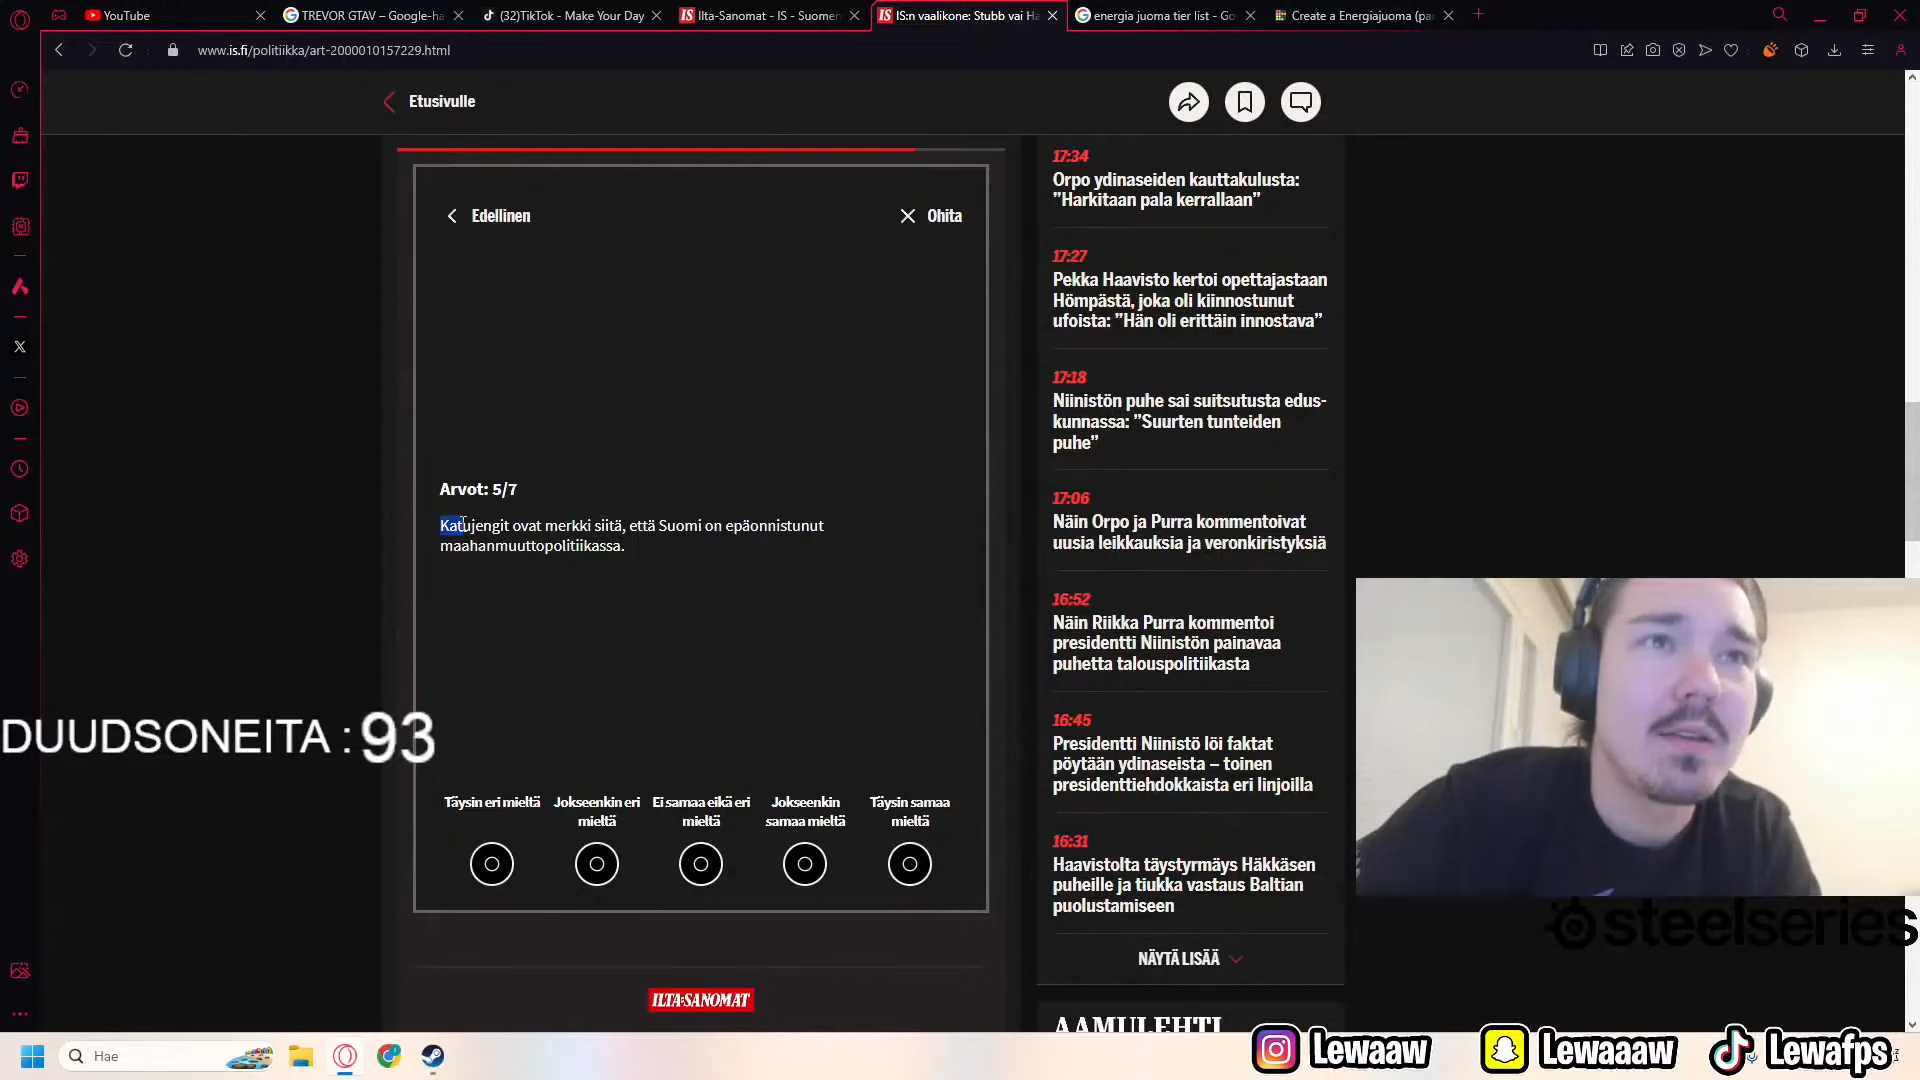 YouTube
TREVOR GTAV – Google-ha
(32)TikTok - Make Your Day
Ilta-Sanomat - IS - Suomen
IS:n vaalikone: Stubb vai Ha
energia juoma tier list - Go
Create a Energiajuoma (pa
www.is.fi/politiikka/art-2000010157229.html
Etusivulle
Edellinen
Ohita
Arvot: 5/7
Katujengit ovat merkki siitä, että Suomi on epäonnistunut
maahanmuuttopolitiikassa.
Täysin eri mieltä
Jokseenkin eri
mieltä
Ei samaa eikä eri
mieltä
Jokseenkin
samaa mieltä
Täysin samaa
mieltä
ILTA-SANOMAT
17:34
Orpo ydinaseiden kauttakulusta:
”Harkitaan pala kerrallaan”
17:27
Pekka Haavisto kertoi opettajastaan
Hömpästä, joka oli kiinnostunut
ufoista: ”Hän oli erittäin innostava”
17:18
Niinistön puhe sai suitsutusta edus-
kunnassa: ”Suurten tunteiden
puhe”
17:06
Näin Orpo ja Purra kommentoivat
uusia leikkauksia ja veronkiristyksiä
16:52
Näin Riikka Purra kommentoi
presidentti Niinistön painavaa
puhetta talouspolitiikasta
16:45
Presidentti Niinistö löi faktat
pöytään ydinaseista – toinen
presidenttiehdokkaista eri linjoilla
16:31
Haavistolta täystyrmäys Häkkäsen
puheille ja tiukka vastaus Baltian
puolustamiseen
NÄYTÄ LISÄÄ
AAMULEHTI
DUUDSONEITA : 93
steelseries
Hae
Lewaaw
Lewaaaw
Lewafps